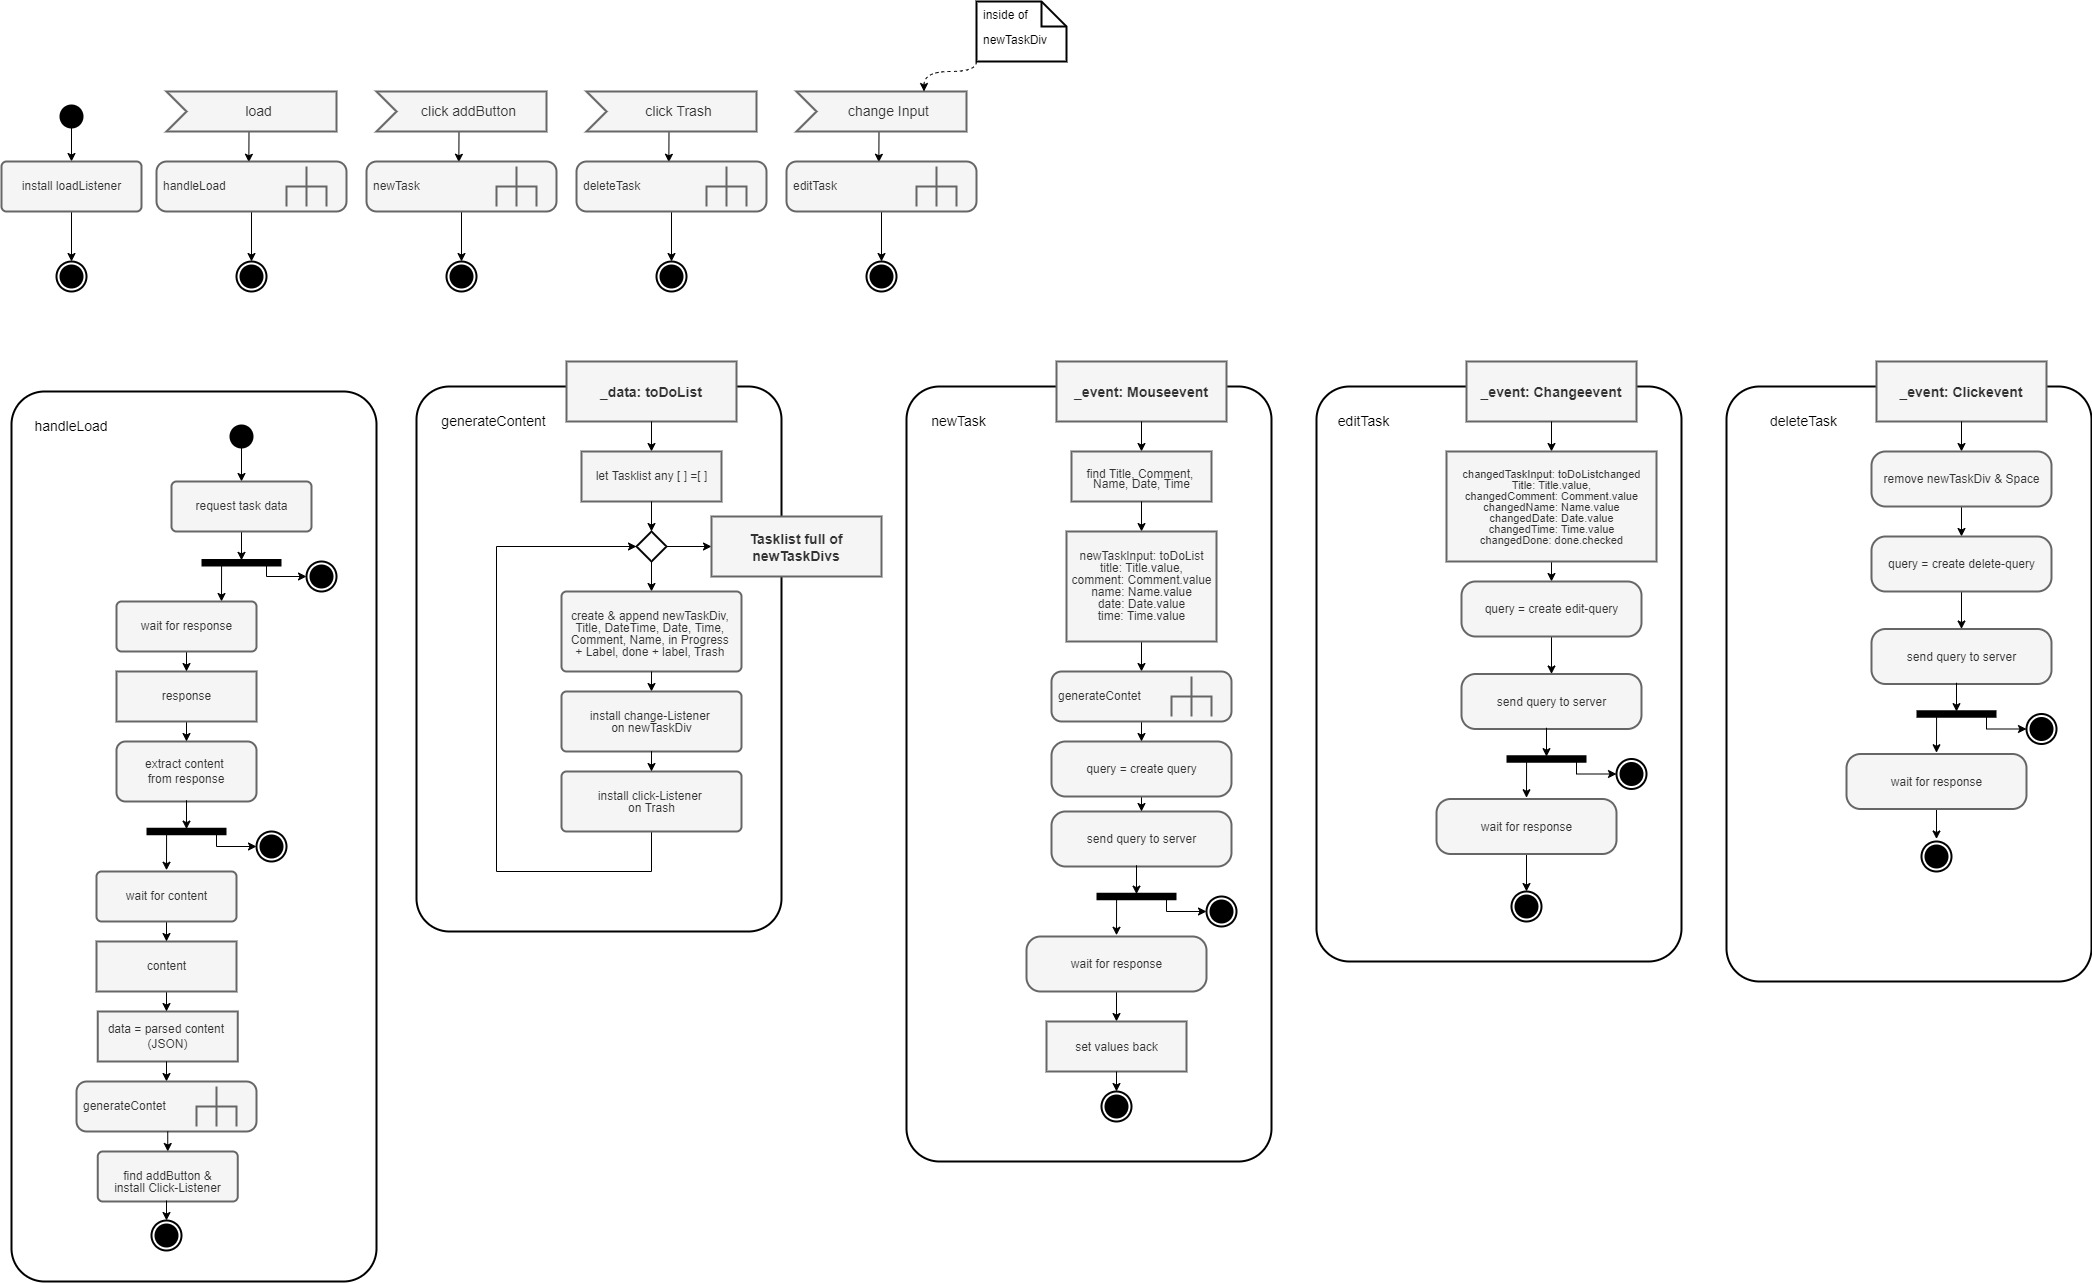 inside of
newTaskDiv
load
click addButton
click Trash
change Input
install loadListener
handleLoad
newTask
deleteTask
editTask
handleLoad
request task data
wait for response
response
extract content
from response
wait for content
content
data = parsed content
(JSON)
generateContet
find addButton &
install Click-Listener
_data: toDoList
generateContent
let Tasklist any [ ] =[ ]
Tasklist full of
newTaskDivs
create & append newTaskDiv,
Title, DateTime, Date, Time,
Comment, Name, in Progress
+ Label, done + label, Trash
install change-Listener
on newTaskDiv
install click-Listener
on Trash
_event: Mouseevent
newTask
find Title, Comment,
Name, Date, Time
newTaskInput: toDoList
title: Title.value,
comment: Comment.value
name: Name.value
date: Date.value
time: Time.value
generateContet
query = create query
send query to server
wait for response
set values back
_event: Changeevent
editTask
changedTaskInput: toDoListchanged
Title: Title.value,
changedComment: Comment.value
changedName: Name.value
changedDate: Date.value
changedTime: Time.value
changedDone: done.checked
query = create edit-query
send query to server
wait for response
_event: Clickevent
deleteTask
remove newTaskDiv & Space
query = create delete-query
send query to server
wait for response